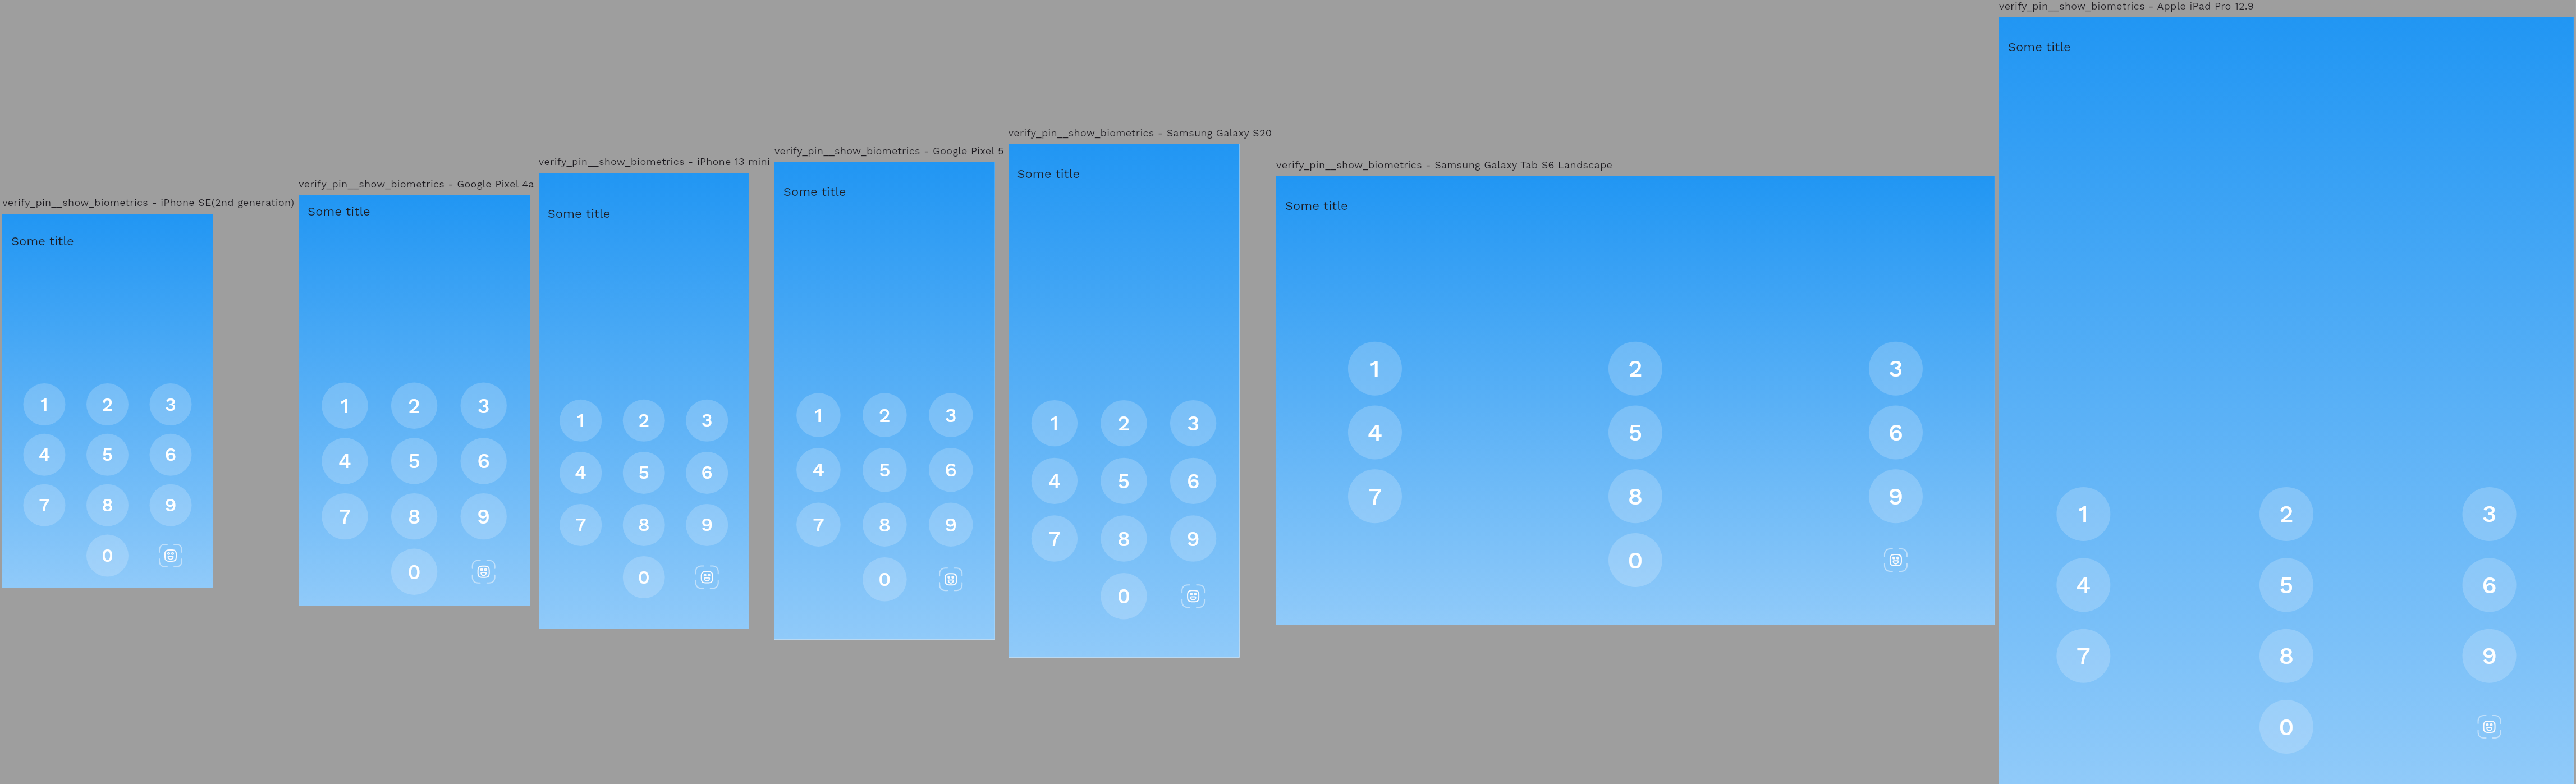 verify_pin__show_biometrics - iPhone SE(2nd generation)
Some title
1 2 3
4 5 6
7 8 9
0
verify_pin__show_biometrics - Google Pixel 4a
Some title
1 2 3
4 5 6
7 8 9
0
verify_pin__show_biometrics - iPhone 13 mini
Some title
1 2 3
4 5 6
7 8 9
0
verify_pin__show_biometrics - Google Pixel 5
Some title
1 2 3
4 5 6
7 8 9
0
verify_pin__show_biometrics - Samsung Galaxy S20
Some title
1 2 3
4 5 6
7 8 9
0
verify_pin__show_biometrics - Samsung Galaxy Tab S6 Landscape
Some title
1 2 3
4 5 6
7 8 9
0
verify_pin__show_biometrics - Apple iPad Pro 12.9
Some title
1 2 3
4 5 6
7 8 9
0